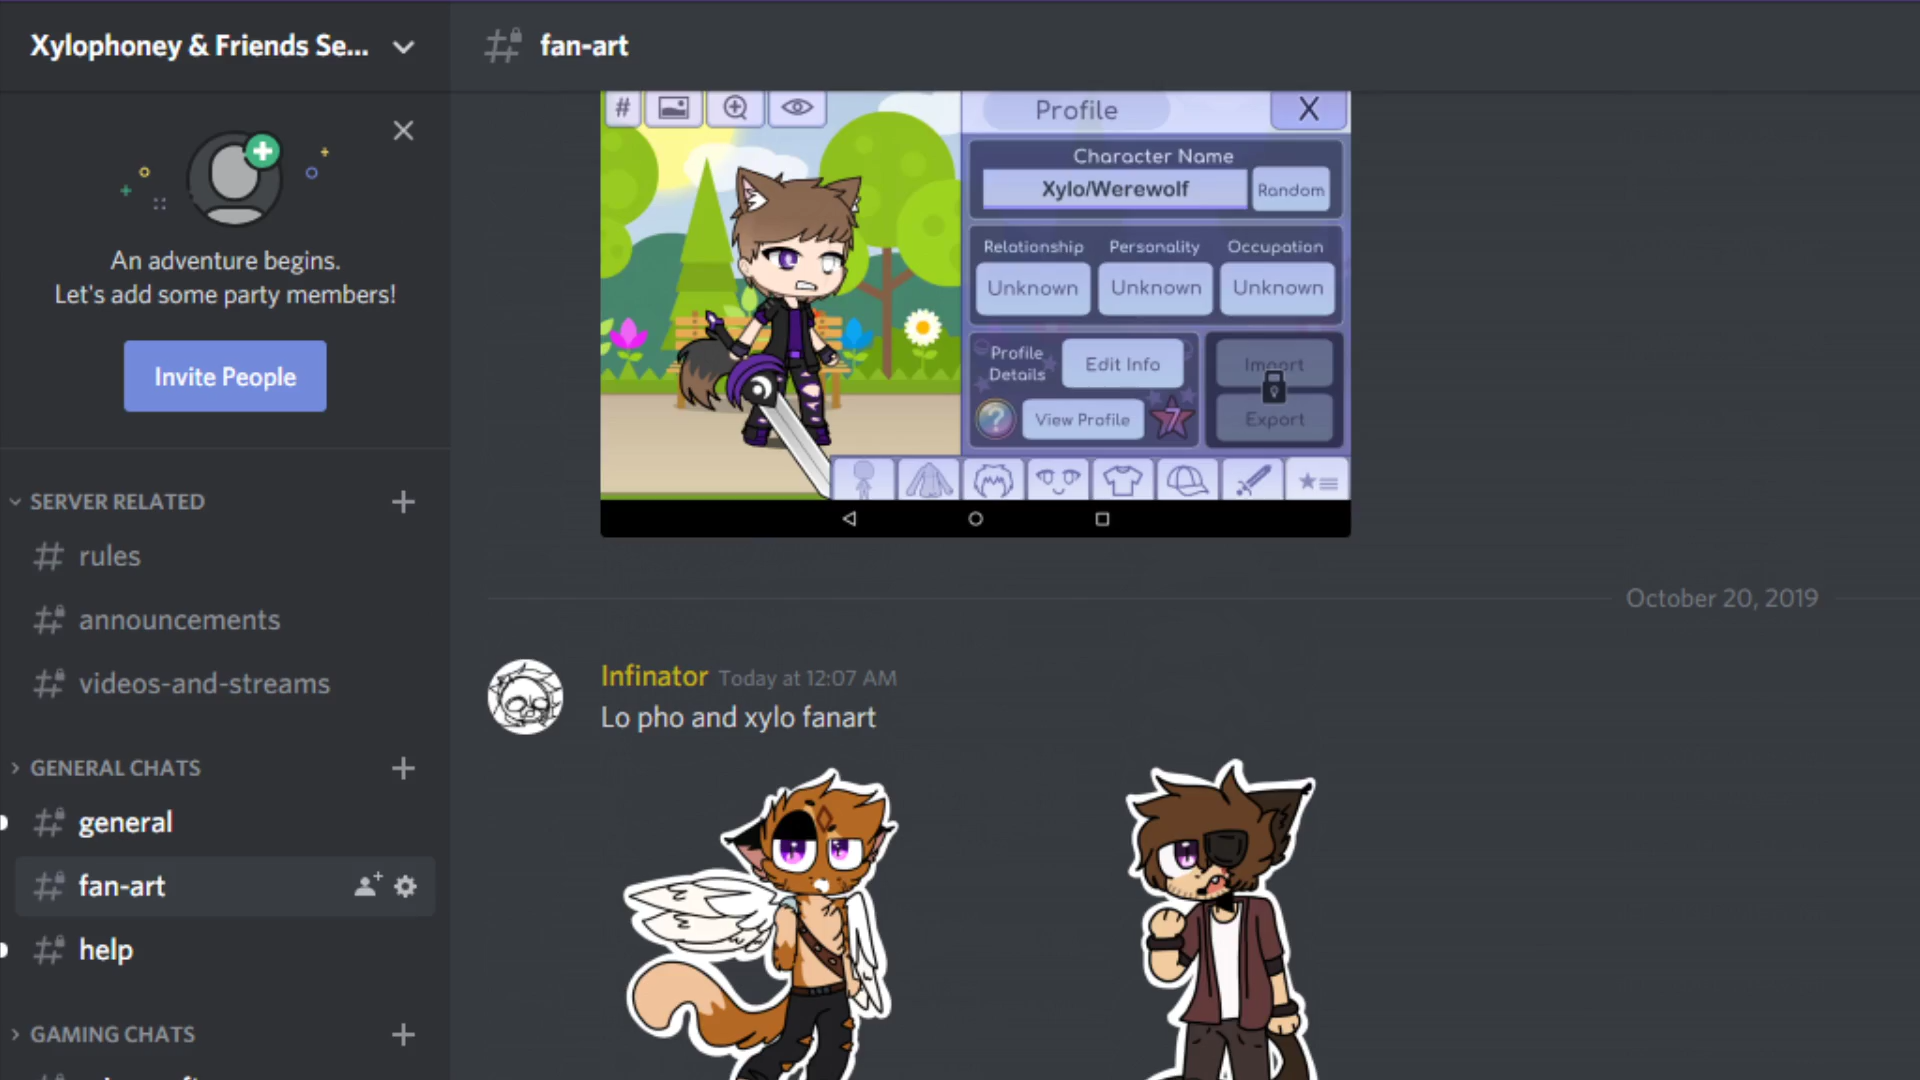 Xylophoney & Friends Se...
fan-art
An adventure begins.
Let's add some party members!
Invite People
SERVER RELATED
rules
announcements
videos-and-streams
GENERAL CHATS
general
fan-art
help
GAMING CHATS
#
Profile
X
Character Name
Xylo/Werewolf
Random
Relationship
Personality
Occupation
Unknown
Unknown
Unknown
Profile
Details
Edit Info
Import
?
View Profile
7
Export
October 20, 2019
Infinator Today at 12:07 AM
Lo pho and xylo fanart